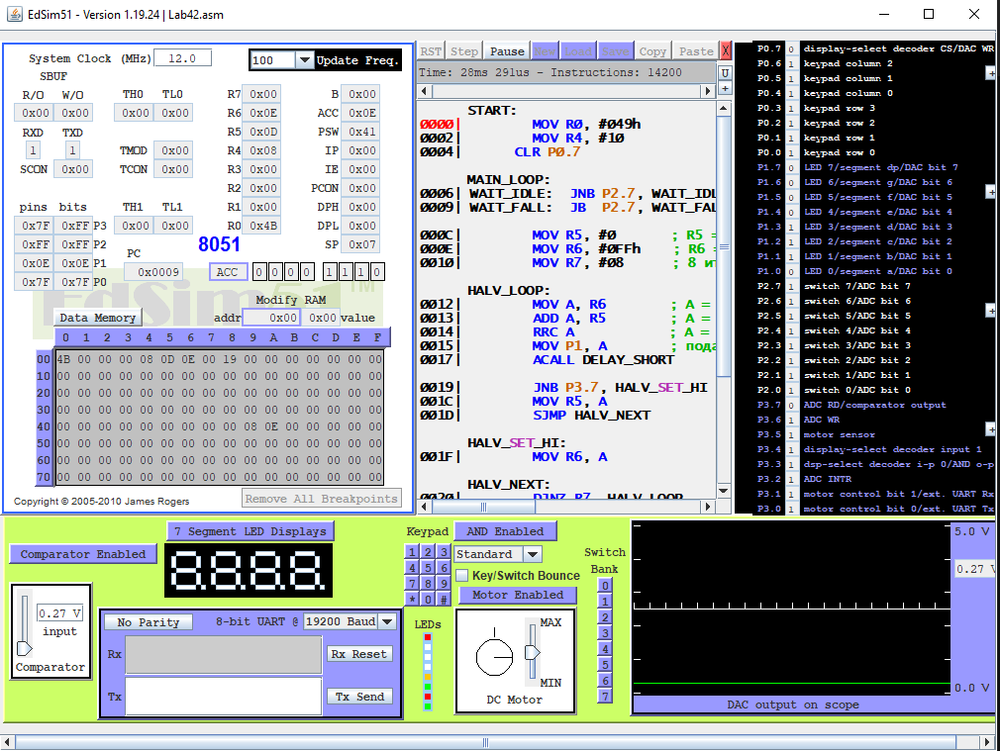 EdSim51 - Version 1.19.24 | Lab42.asm
System Clock (MHz) 12.0
100 Update Freq.
SBUF
R/O W/O
0x00 0x00
TH0 TL0
0x00 0x00
RXD TXD
1 1
TMOD 0x00
SCON 0x00
TCON 0x00
R7 0x00
R6 0x0E
R5 0x0D
R4 0x08
R3 0x00
R2 0x00
R1 0x00
R0 0x4B
B 0x00
ACC 0x0E
PSW 0x41
IP 0x00
IE 0x00
PCON 0x00
DPH 0x00
DPL 0x00
SP 0x07
pins bits
0x7F 0xFF P3
0xFF 0xFF P2
0x0E 0x0E P1
0x7F 0x7F P0
TH1 TL1
0x00 0x00
8051
PC
0x0009
ACC 0 0 0 0 1 1 1 0
EdSim51 TM
Modify RAM
Data Memory
addr 0x00 0x00 value
0 1 2 3 4 5 6 7 8 9 A B C D E F
00 4B 00 00 00 08 0D 0E 00 19 00 00 00 00 00 00 00
10 00 00 00 00 00 00 00 00 00 00 00 00 00 00 00 00
20 00 00 00 00 00 00 00 00 00 00 00 00 00 00 00 00
30 00 00 00 00 00 00 00 00 00 00 00 00 00 00 00 00
40 00 00 00 00 00 00 00 00 00 08 0E 00 00 00 00 00
50 00 00 00 00 00 00 00 00 00 00 00 00 00 00 00 00
60 00 00 00 00 00 00 00 00 00 00 00 00 00 00 00 00
70 00 00 00 00 00 00 00 00 00 00 00 00 00 00 00 00
Copyright © 2005-2010 James Rogers
Remove All Breakpoints
RST Step Pause New Load Save Copy Paste X
Time: 28ms 291us - Instructions: 14200
U
+
START:
0000| MOV R0, #049h
0002| MOV R4, #10
0004| CLR P0.7
MAIN_LOOP:
0006| WAIT_IDLE: JNB P2.7, WAIT_IDL
0009| WAIT_FALL: JB P2.7, WAIT_FAL
000C| MOV R5, #0 ; R5 =
000E| MOV R6, #0FFh ; R6 =
0010| MOV R7, #08 ; 8 ит
HALV_LOOP:
0012| MOV A, R6 ; A =
0013| ADD A, R5 ; A =
0014| RRC A ; A =
0015| MOV P1, A ; пода
0017| ACALL DELAY_SHORT
0019| JNB P3.7, HALV_SET_HI
001C| MOV R5, A
001D| SJMP HALV_NEXT
HALV_SET_HI:
001F| MOV R6, A
HALV_NEXT:
0020| DJNZ R7, HALV_LOOP
P0.7 0 display-select decoder CS/DAC WR
P0.6 1 keypad column 2
P0.5 1 keypad column 1
P0.4 1 keypad column 0
P0.3 1 keypad row 3
P0.2 1 keypad row 2
P0.1 1 keypad row 1
P0.0 1 keypad row 0
P1.7 0 LED 7/segment dp/DAC bit 7
P1.6 0 LED 6/segment g/DAC bit 6
P1.5 0 LED 5/segment f/DAC bit 5
P1.4 0 LED 4/segment e/DAC bit 4
P1.3 1 LED 3/segment d/DAC bit 3
P1.2 1 LED 2/segment c/DAC bit 2
P1.1 1 LED 1/segment b/DAC bit 1
P1.0 0 LED 0/segment a/DAC bit 0
P2.7 1 switch 7/ADC bit 7
P2.6 1 switch 6/ADC bit 6
P2.5 1 switch 5/ADC bit 5
P2.4 1 switch 4/ADC bit 4
P2.3 1 switch 3/ADC bit 3
P2.2 1 switch 2/ADC bit 2
P2.1 1 switch 1/ADC bit 1
P2.0 1 switch 0/ADC bit 0
P3.7 0 ADC RD/comparator output
P3.6 1 ADC WR
P3.5 1 motor sensor
P3.4 1 display-select decoder input 1
P3.3 1 dsp-select decoder i-p 0/AND o-p
P3.2 1 ADC INTR
P3.1 1 motor control bit 1/ext. UART Rx
P3.0 1 motor control bit 0/ext. UART Tx
+
+
+
+
Comparator Enabled
0.27 V
input
Comparator
7 Segment LED Displays
8.8.8.8.
No Parity 8-bit UART @ 19200 Baud
Rx Rx Reset
Tx Tx Send
Keypad
1 2 3
4 5 6
7 8 9
* 0 #
LEDs
AND Enabled
Standard
Key/Switch Bounce
Motor Enabled
MAX
MIN
DC Motor
Switch
Bank
0
1
2
3
4
5
6
7
5.0 V
0.27 V
0.0 V
DAC output on scope